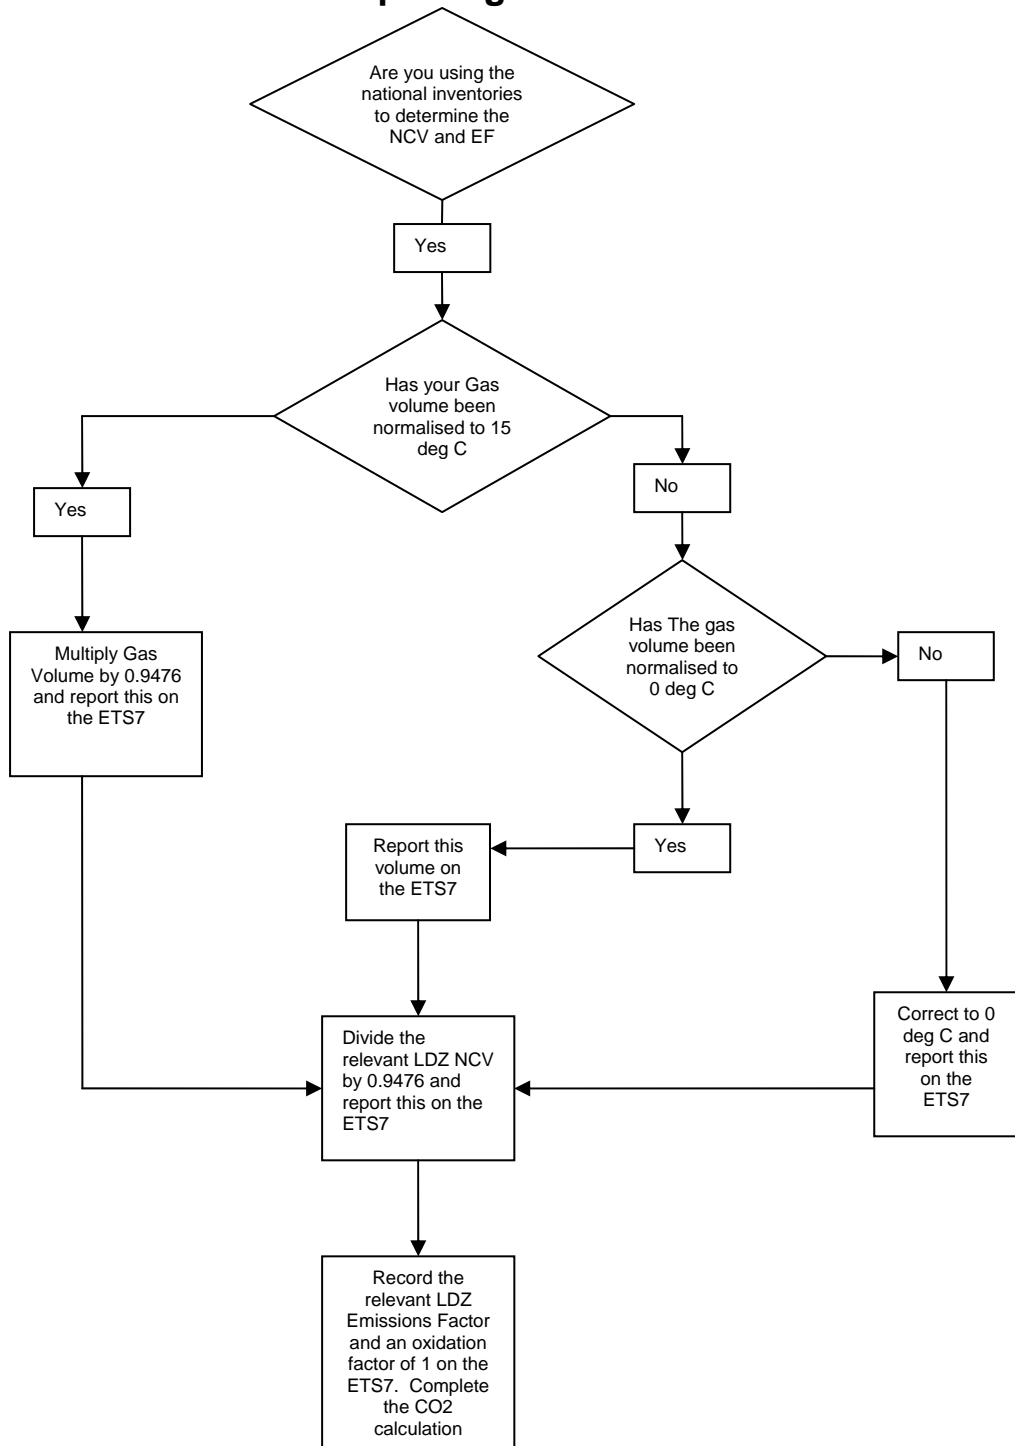 Are you using the
national inventories
to determine the
NCV and EF
Yes
Has your Gas
volume been
normalised to 15
deg C
Yes
No
Multiply Gas
Volume by 0.9476
and report this on
the ETS7
Has The gas
volume been
normalised to
0 deg C
No
Report this
volume on
the ETS7
Yes
Divide the
relevant LDZ NCV
by 0.9476 and
report this on the
ETS7
Correct to 0
deg C and
report this
on the
ETS7
Record the
relevant LDZ
Emissions Factor
and an oxidation
factor of 1 on the
ETS7.  Complete
the CO2
calculation